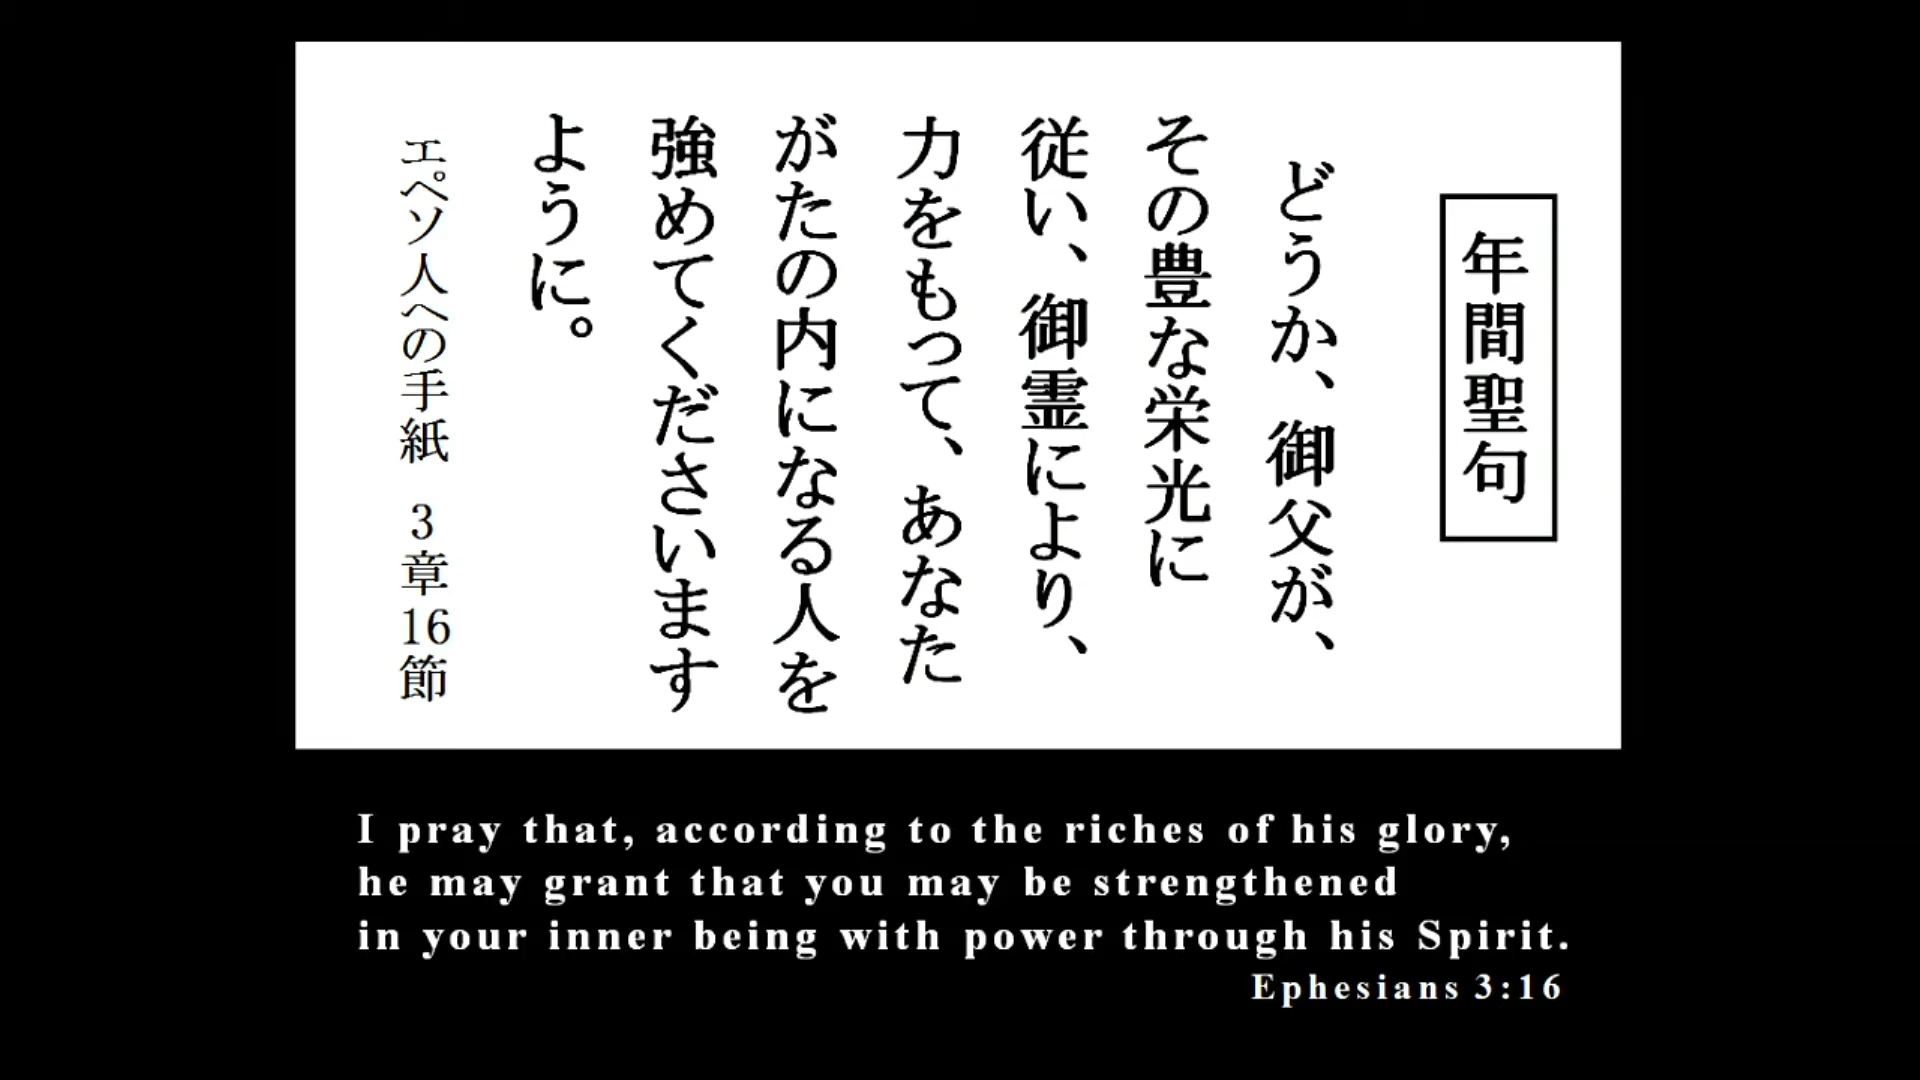 年間聖句
どうか、御父が、
その豊な栄光に
従い、御霊により、
力をもって、あなた
がたの内になる人を
強めてくださいます
ように。
エペソ人への手紙 3章16節
I pray that, according to the riches of his glory,
he may grant that you may be strengthened
in your inner being with power through his Spirit.
Ephesians 3:16